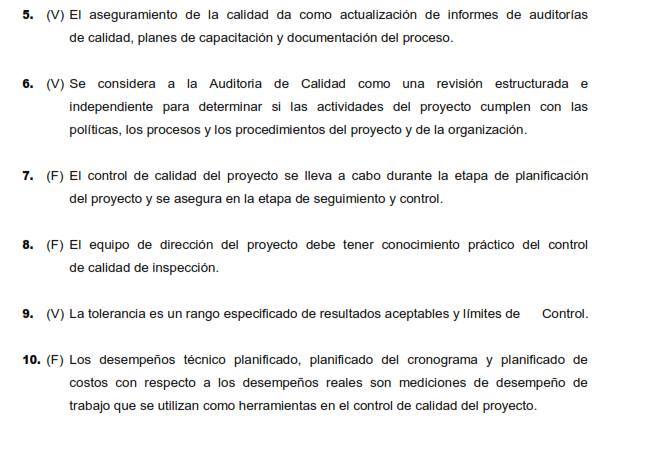 5. (V) El aseguramiento de la calidad da como actualización de informes de auditorías
de calidad, planes de capacitación y documentación del proceso.
6. (V) Se considera a la Auditoria de Calidad como una revisión estructurada e
independiente para determinar si las actividades del proyecto cumplen con las
políticas, los procesos y los procedimientos del proyecto y de la organización.
7. (F) El control de calidad del proyecto se lleva a cabo durante la etapa de planificación
del proyecto y se asegura en la etapa de seguimiento y control.
8. (F) El equipo de dirección del proyecto debe tener conocimiento práctico del control
de calidad de inspección.
9. (V) La tolerancia es un rango especificado de resultados aceptables y límites de Control.
10. (F) Los desempeños técnico planificado, planificado del cronograma y planificado de
costos con respecto a los desempeños reales son mediciones de desempeño de
trabajo que se utilizan como herramientas en el control de calidad del proyecto.